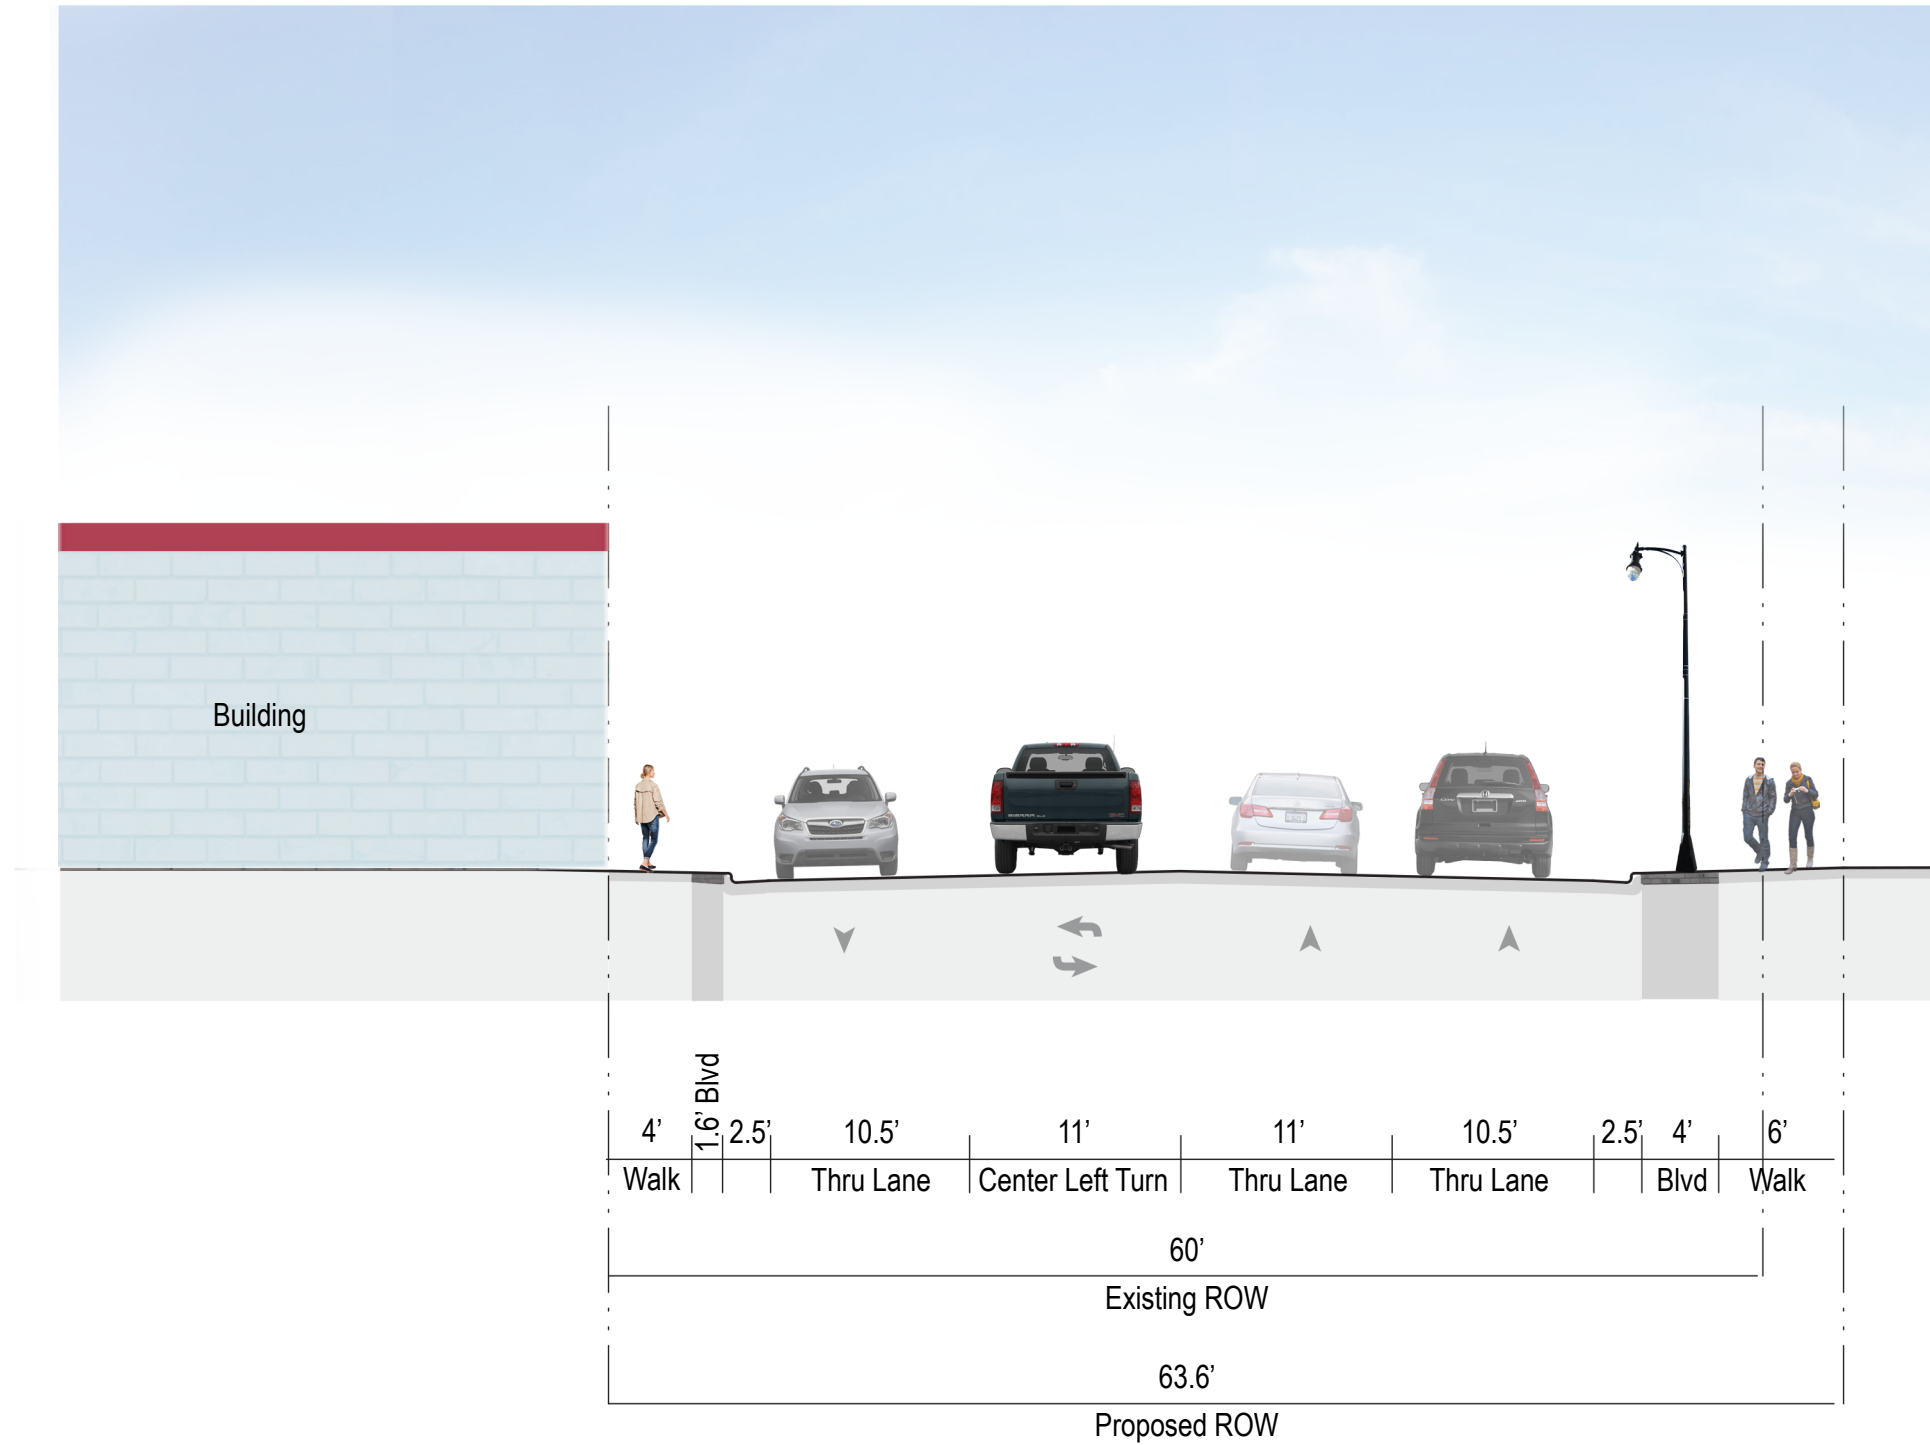 Building
1.6’ Blvd
4’ 2.5’ 10.5’ 11’ 11’ 10.5’ 2.5’ 4’ 6’
Walk Thru Lane Center Left Turn Thru Lane Thru Lane Blvd Walk
60’
Existing ROW
63.6’
Proposed ROW